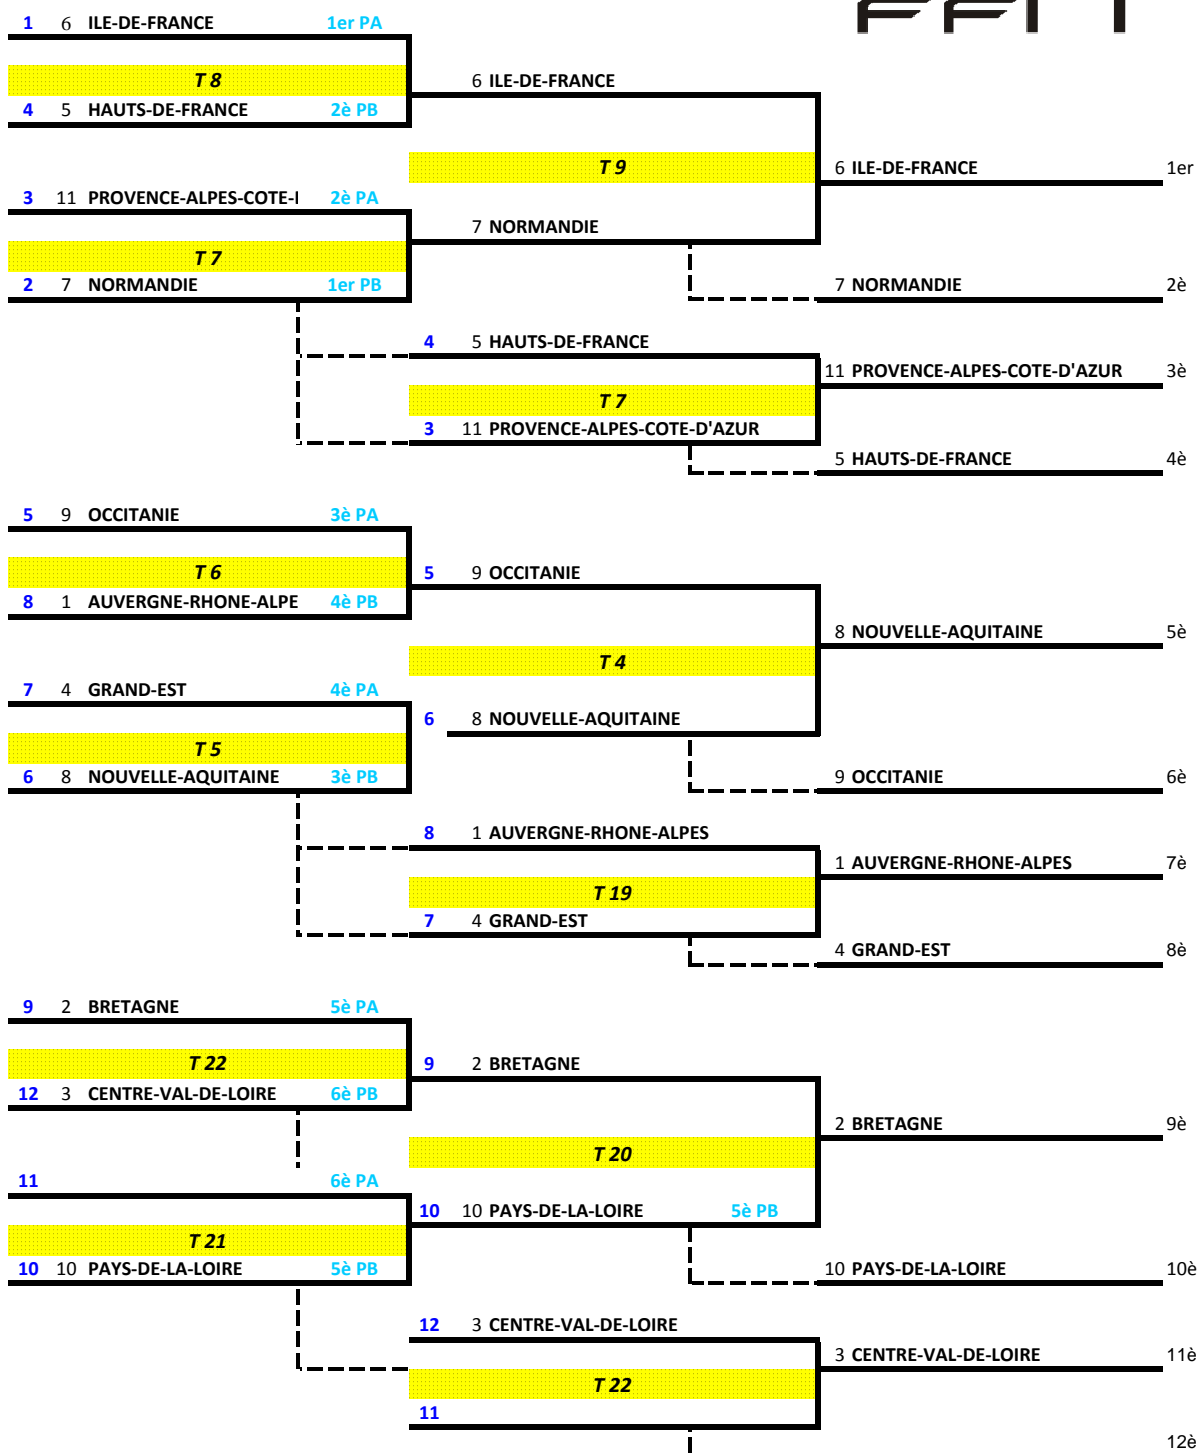 1 6 ILE-DE-FRANCE 1er PA
T 8
6 ILE-DE-FRANCE
4 5 HAUTS-DE-FRANCE 2è PB
T 9
6 ILE-DE-FRANCE 1er
3 11 PROVENCE-ALPES-COTE- 2è PA
7 NORMANDIE
T 7
2 7 NORMANDIE 1er PB
7 NORMANDIE 2è
4 5 HAUTS-DE-FRANCE
11 PROVENCE-ALPES-COTE-D'AZUR 3è
T 7
3 11 PROVENCE-ALPES-COTE-D'AZUR
5 HAUTS-DE-FRANCE 4è
5 9 OCCITANIE 3è PA
T 6
5 9 OCCITANIE
8 1 AUVERGNE-RHONE-ALPE 4è PB
8 NOUVELLE-AQUITAINE 5è
T 4
7 4 GRAND-EST 4è PA
6 8 NOUVELLE-AQUITAINE
T 5
6 8 NOUVELLE-AQUITAINE 3è PB
9 OCCITANIE 6è
8 1 AUVERGNE-RHONE-ALPES
1 AUVERGNE-RHONE-ALPES 7è
T 19
7 4 GRAND-EST
4 GRAND-EST 8è
9 2 BRETAGNE 5è PA
T 22
9 2 BRETAGNE
12 3 CENTRE-VAL-DE-LOIRE 6è PB
2 BRETAGNE 9è
T 20
11 6è PA
10 10 PAYS-DE-LA-LOIRE 5è PB
T 21
10 10 PAYS-DE-LA-LOIRE 5è PB
10 PAYS-DE-LA-LOIRE 10è
12 3 CENTRE-VAL-DE-LOIRE
3 CENTRE-VAL-DE-LOIRE 11è
T 22
11
12è